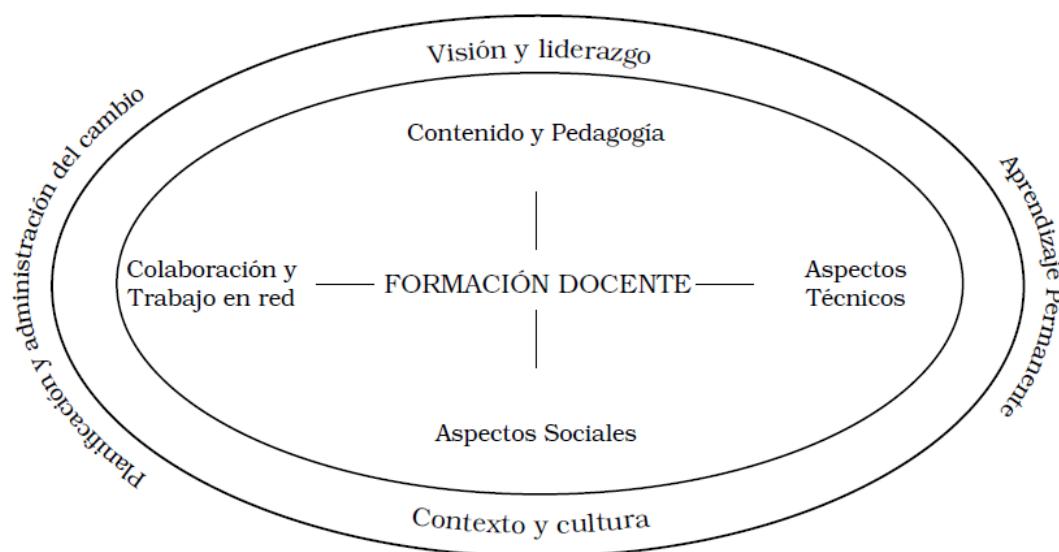 Visión y liderazgo
Contenido y Pedagogía
Planificación y administración del cambio
Colaboración y
Trabajo en red
FORMACIÓN DOCENTE
Aspectos
Técnicos
Aprendizaje Permanente
Aspectos Sociales
Contexto y cultura